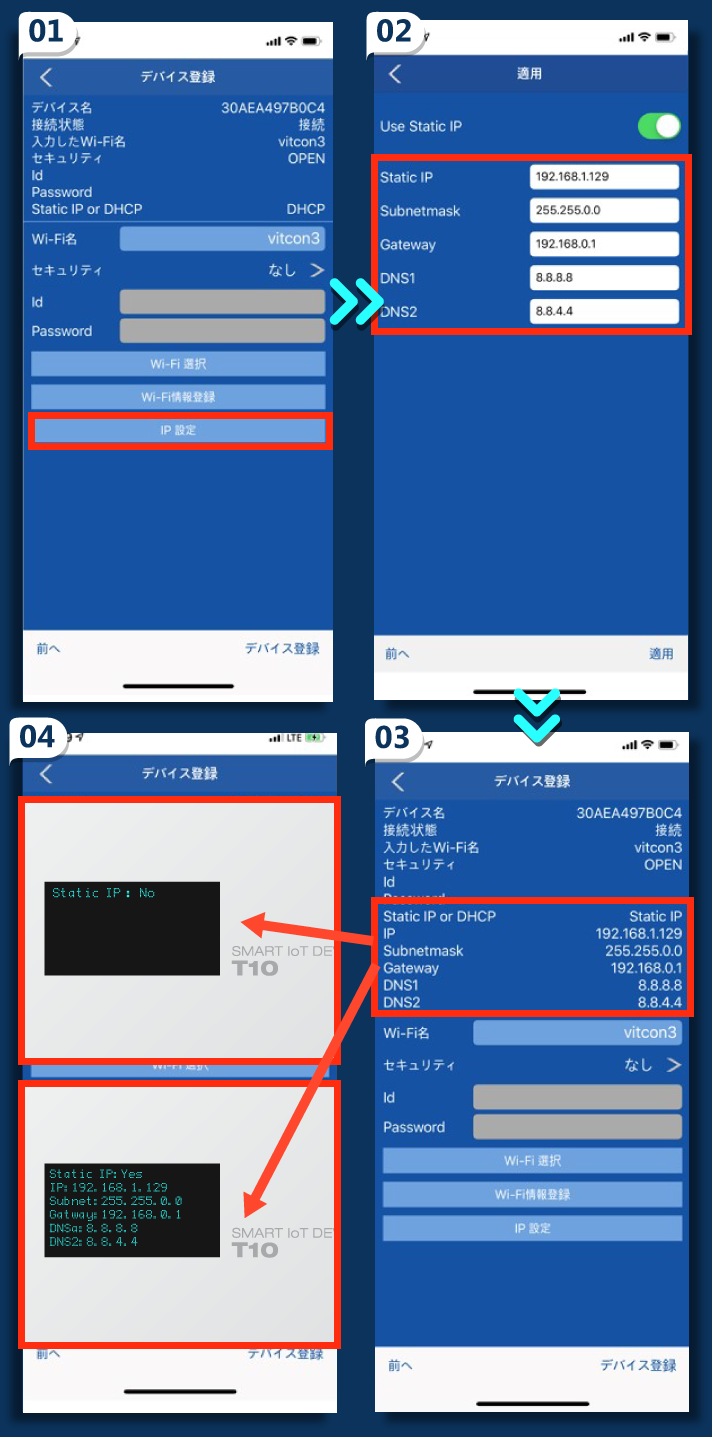 01
デバイス登録
デバイス名 30AEA497B0C4
接続状態 接続
入力したWi-Fi名 vitcon3
セキュリティ OPEN
Id
Password
Static IP or DHCP DHCP
Wi-Fi名 vitcon3
セキュリティ なし
Id
Password
Wi-Fi 選択
Wi-Fi情報登録
IP 設定
前へ デバイス登録
02
適用
Use Static IP
Static IP 192.168.1.129
Subnetmask 255.255.0.0
Gateway 192.168.0.1
DNS1 8.8.8.8
DNS2 8.8.4.4
前へ 適用
03
デバイス登録
デバイス名 30AEA497B0C4
接続状態 接続
入力したWi-Fi名 vitcon3
セキュリティ OPEN
Id
Password
Static IP or DHCP Static IP
IP 192.168.1.129
Subnetmask 255.255.0.0
Gateway 192.168.0.1
DNS1 8.8.8.8
DNS2 8.8.4.4
Wi-Fi名 vitcon3
セキュリティ なし
Id
Password
Wi-Fi 選択
Wi-Fi情報登録
IP 設定
前へ デバイス登録
04
LTE
デバイス登録
Static IP: No
SMART IoT DE
T10
Wi-Fi 選択
Static IP:Yes
IP:192.168.1.129
Subnet:255.255.0.0
Gatway:192.168.0.1
DNSa:8.8.8.8
DNS2:8.8.4.4
SMART IoT DE
T10
前へ デバイス登録